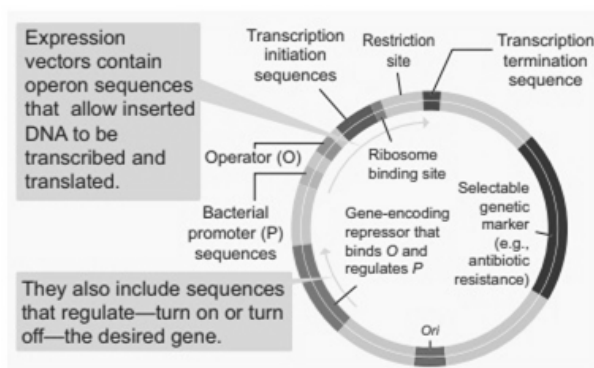 Expression
vectors contain
operon sequences
that allow inserted
DNA to be
transcribed and
translated.
Transcription
initiation
sequences
Restriction
site
Transcription
termination
sequence
Operator (O)
Ribosome
binding site
Bacterial
promoter (P)
sequences
Gene-encoding
repressor that
binds O and
regulates P
Selectable
genetic
marker
(e.g.,
antibiotic
resistance)
They also include sequences
that regulate—turn on or turn
off—the desired gene.
Ori